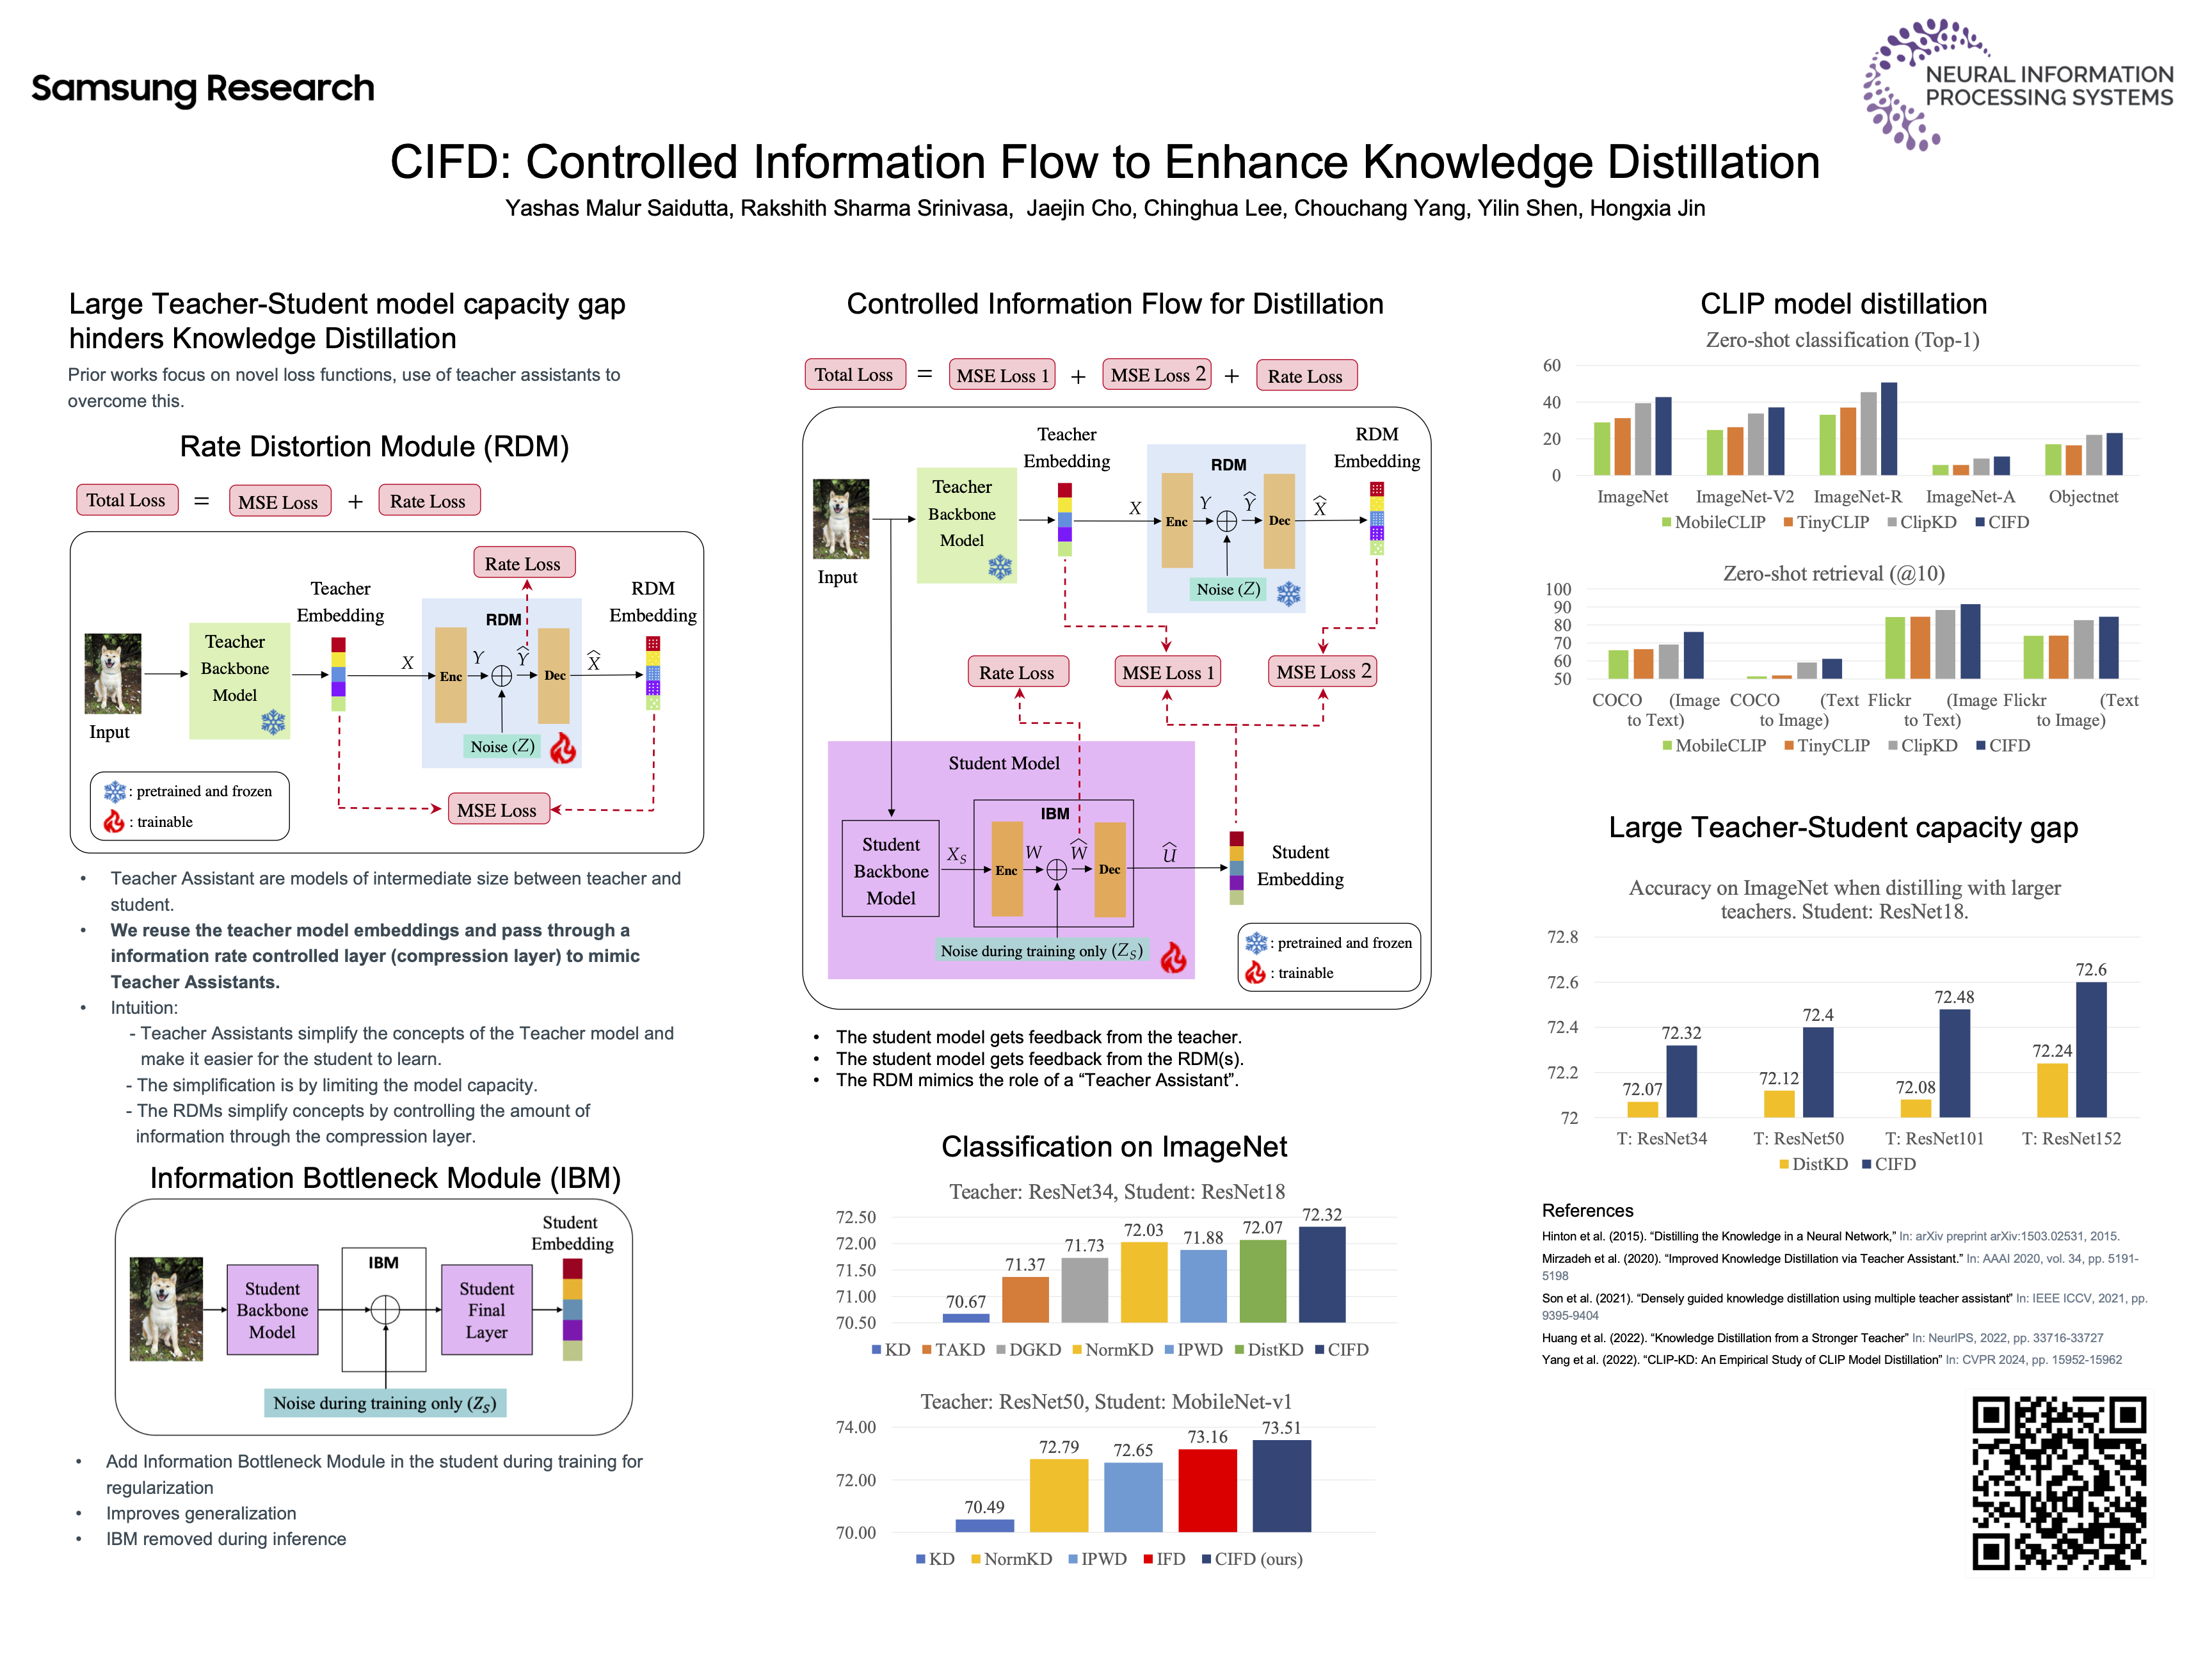 Samsung Research
NEURAL INFORMATION
PROCESSING SYSTEMS
CIFD: Controlled Information Flow to Enhance Knowledge Distillation
Yashas Malur Saidutta, Rakshith Sharma Srinivasa, Jaejin Cho, Chinghua Lee, Chouchang Yang, Yilin Shen, Hongxia Jin
Large Teacher-Student model capacity gap
hinders Knowledge Distillation
Prior works focus on novel loss functions, use of teacher assistants to
overcome this.
Rate Distortion Module (RDM)
Total Loss = MSE Loss + Rate Loss
Rate Loss
Teacher
Embedding
RDM
Embedding
RDM
Teacher
Backbone
Model
Input
X
Enc
Y
Ŷ
Dec
X̂
Noise (Z)
: pretrained and frozen
: trainable
MSE Loss
• Teacher Assistant are models of intermediate size between teacher and
student.
• We reuse the teacher model embeddings and pass through a
information rate controlled layer (compression layer) to mimic
Teacher Assistants.
• Intuition:
- Teacher Assistants simplify the concepts of the Teacher model and
make it easier for the student to learn.
- The simplification is by limiting the model capacity.
- The RDMs simplify concepts by controlling the amount of
information through the compression layer.
Information Bottleneck Module (IBM)
Student
Embedding
IBM
Student
Backbone
Model
Student
Final
Layer
Noise during training only (Z_S)
• Add Information Bottleneck Module in the student during training for
regularization
• Improves generalization
• IBM removed during inference
Controlled Information Flow for Distillation
Total Loss = MSE Loss 1 + MSE Loss 2 + Rate Loss
Teacher
Embedding
RDM
Embedding
RDM
Teacher
Backbone
Model
Input
X
Enc
Y
Ŷ
Dec
X̂
Noise (Z)
Rate Loss
MSE Loss 1
MSE Loss 2
Student Model
IBM
Student
Backbone
Model
X_S
Enc
W
Ŵ
Dec
Û
Student
Embedding
Noise during training only (Z_S)
: pretrained and frozen
: trainable
• The student model gets feedback from the teacher.
• The student model gets feedback from the RDM(s).
• The RDM mimics the role of a “Teacher Assistant”.
Classification on ImageNet
Teacher: ResNet34, Student: ResNet18
72.50
72.00
71.50
71.00
70.50
70.67
71.37
71.73
72.03
71.88
72.07
72.32
KD TAKD DGKD NormKD IPWD DistKD CIFD
Teacher: ResNet50, Student: MobileNet-v1
74.00
72.00
70.00
70.49
72.79
72.65
73.16
73.51
KD NormKD IPWD IFD CIFD (ours)
CLIP model distillation
Zero-shot classification (Top-1)
60
40
20
0
ImageNet ImageNet-V2 ImageNet-R ImageNet-A Objectnet
MobileCLIP TinyCLIP ClipKD CIFD
Zero-shot retrieval (@10)
100
90
80
70
60
50
COCO (Image COCO (Text Flickr (Image Flickr (Text
to Text) to Image) to Text) to Image)
MobileCLIP TinyCLIP ClipKD CIFD
Large Teacher-Student capacity gap
Accuracy on ImageNet when distilling with larger
teachers. Student: ResNet18.
72.8
72.6
72.4
72.2
72
72.07
72.32
72.12
72.4
72.08
72.48
72.24
72.6
T: ResNet34 T: ResNet50 T: ResNet101 T: ResNet152
DistKD CIFD
References
Hinton et al. (2015). “Distilling the Knowledge in a Neural Network,” In: arXiv preprint arXiv:1503.02531, 2015.
Mirzadeh et al. (2020). “Improved Knowledge Distillation via Teacher Assistant.” In: AAAI 2020, vol. 34, pp. 5191-
5198
Son et al. (2021). “Densely guided knowledge distillation using multiple teacher assistant” In: IEEE ICCV, 2021, pp.
9395-9404
Huang et al. (2022). “Knowledge Distillation from a Stronger Teacher” In: NeurIPS, 2022, pp. 33716-33727
Yang et al. (2022). “CLIP-KD: An Empirical Study of CLIP Model Distillation” In: CVPR 2024, pp. 15952-15962